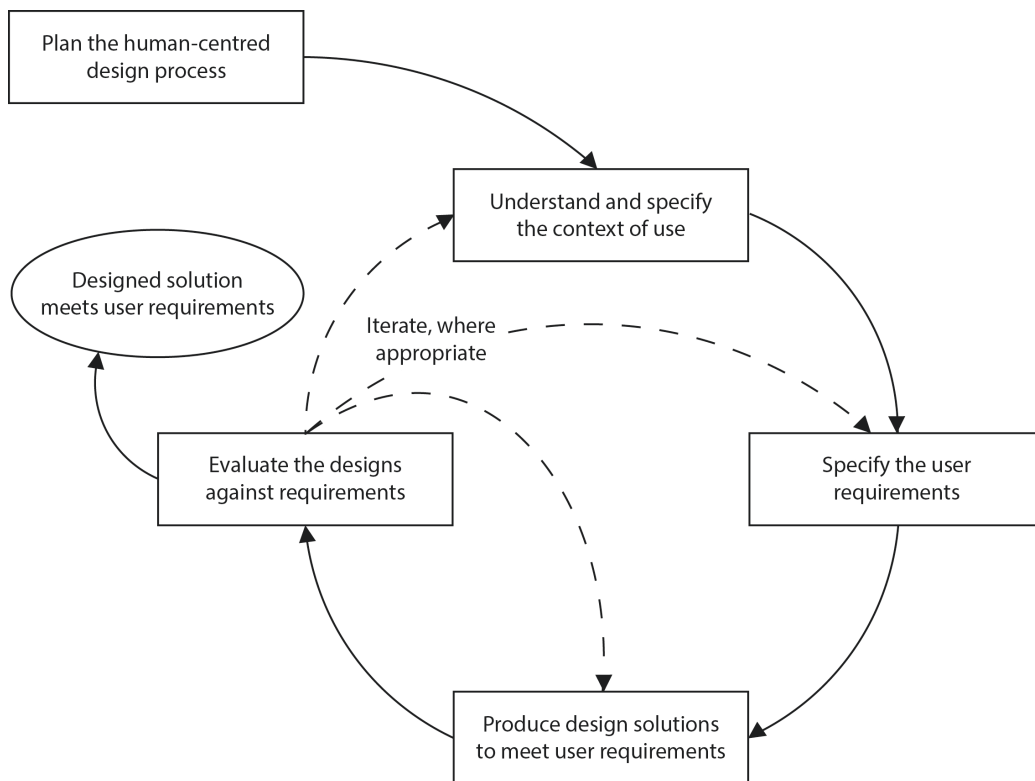 Plan the human-centred
design process
Understand and specify
the context of use
Designed solution
meets user requirements
Iterate, where
appropriate
Evaluate the designs
against requirements
Specify the user
requirements
Produce design solutions
to meet user requirements